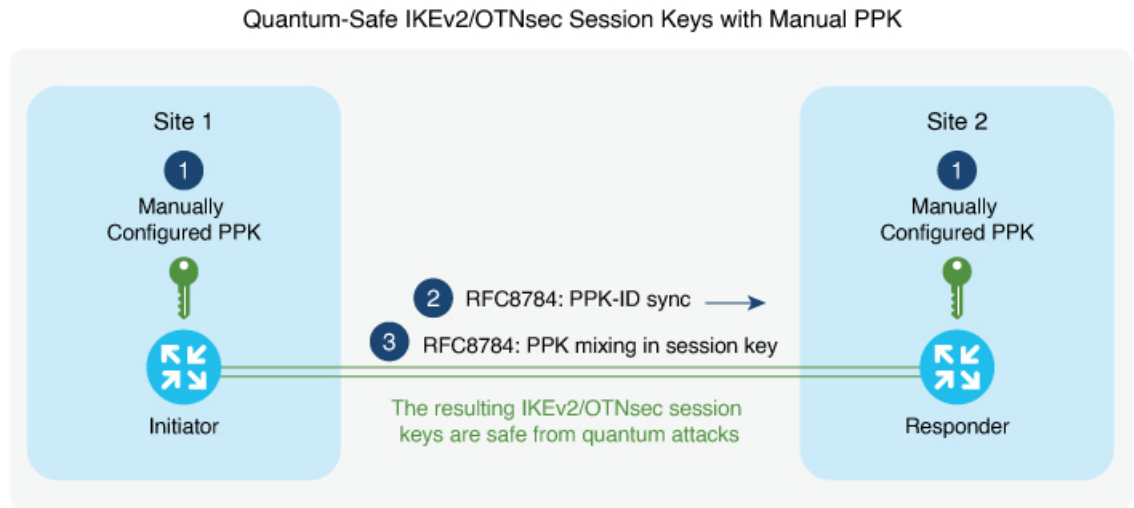 Quantum-Safe IKEv2/OTNsec Session Keys with Manual PPK
Site 1
1
Manually
Configured PPK
Initiator
2 RFC8784: PPK-ID sync
3 RFC8784: PPK mixing in session key
The resulting IKEv2/OTNsec session
keys are safe from quantum attacks
Site 2
1
Manually
Configured PPK
Responder